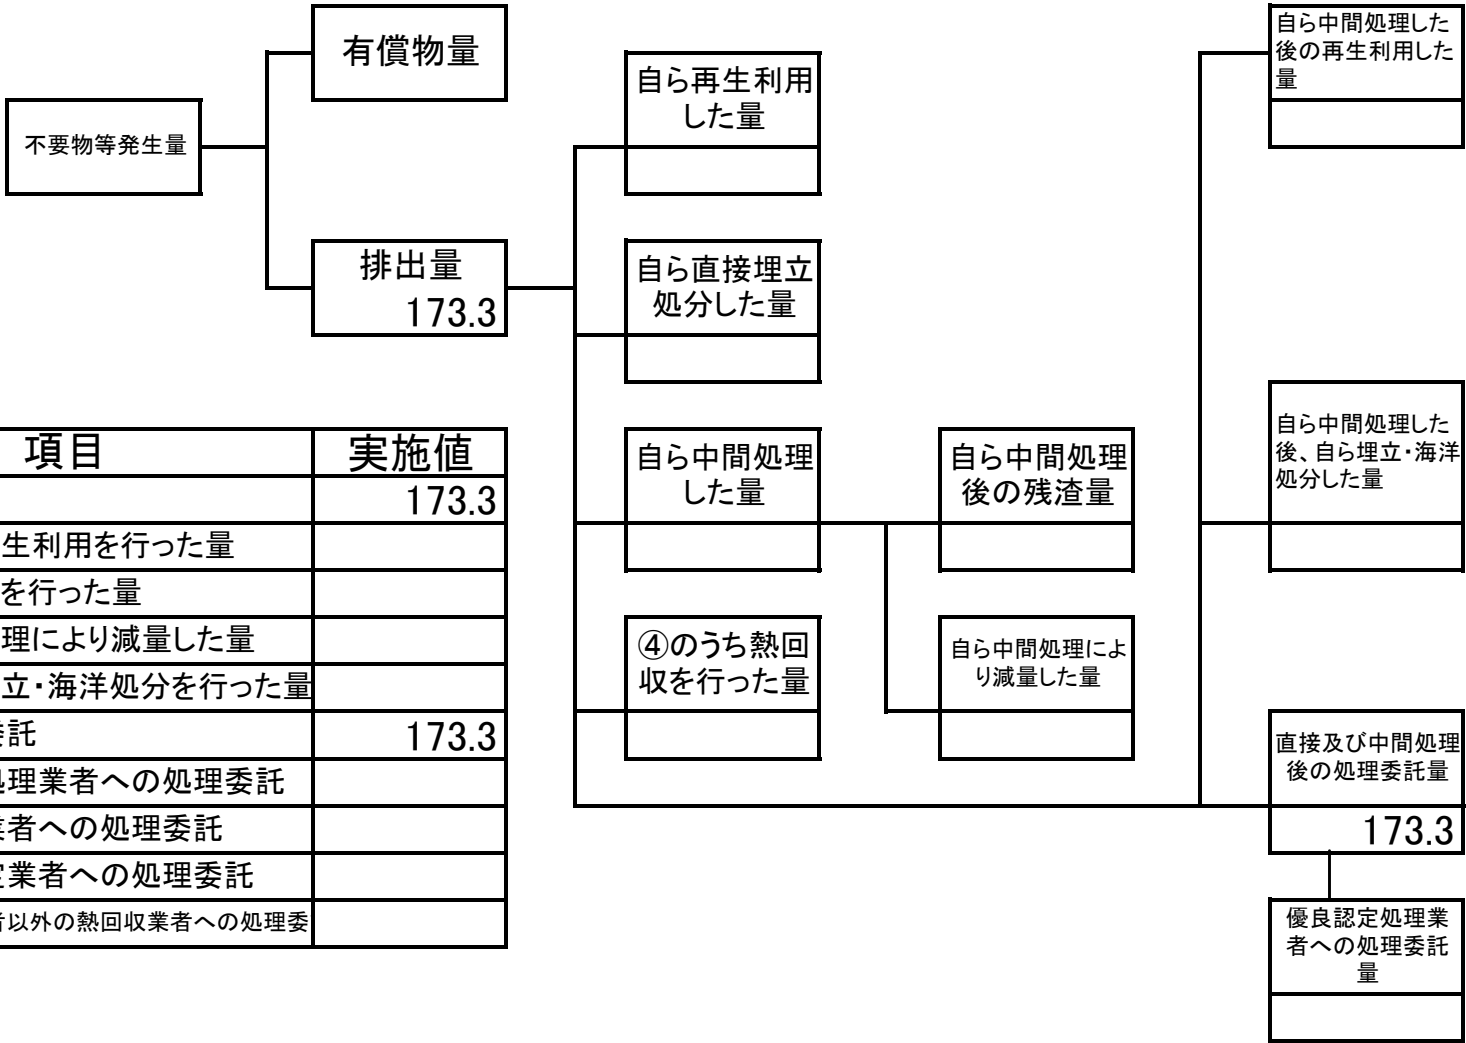 有償物量
不要物等発生量
排出量
173.3
自ら再生利用
した量
自ら直接埋立
処分した量
自ら中間処理
した量
④のうち熱回
収を行った量
自ら中間処理
後の残渣量
自ら中間処理によ
り減量した量
自ら中間処理した
後の再生利用した
量
自ら中間処理した
後、自ら埋立・海洋
処分した量
直接及び中間処理
後の処理委託量
173.3
優良認定処理業
者への処理委託
量
項目 実施値
173.3
生利用を行った量
を行った量
理により減量した量
立・海洋処分を行った量
託 173.3
理業者への処理委託
者への処理委託
業者への処理委託
以外の熱回収業者への処理委